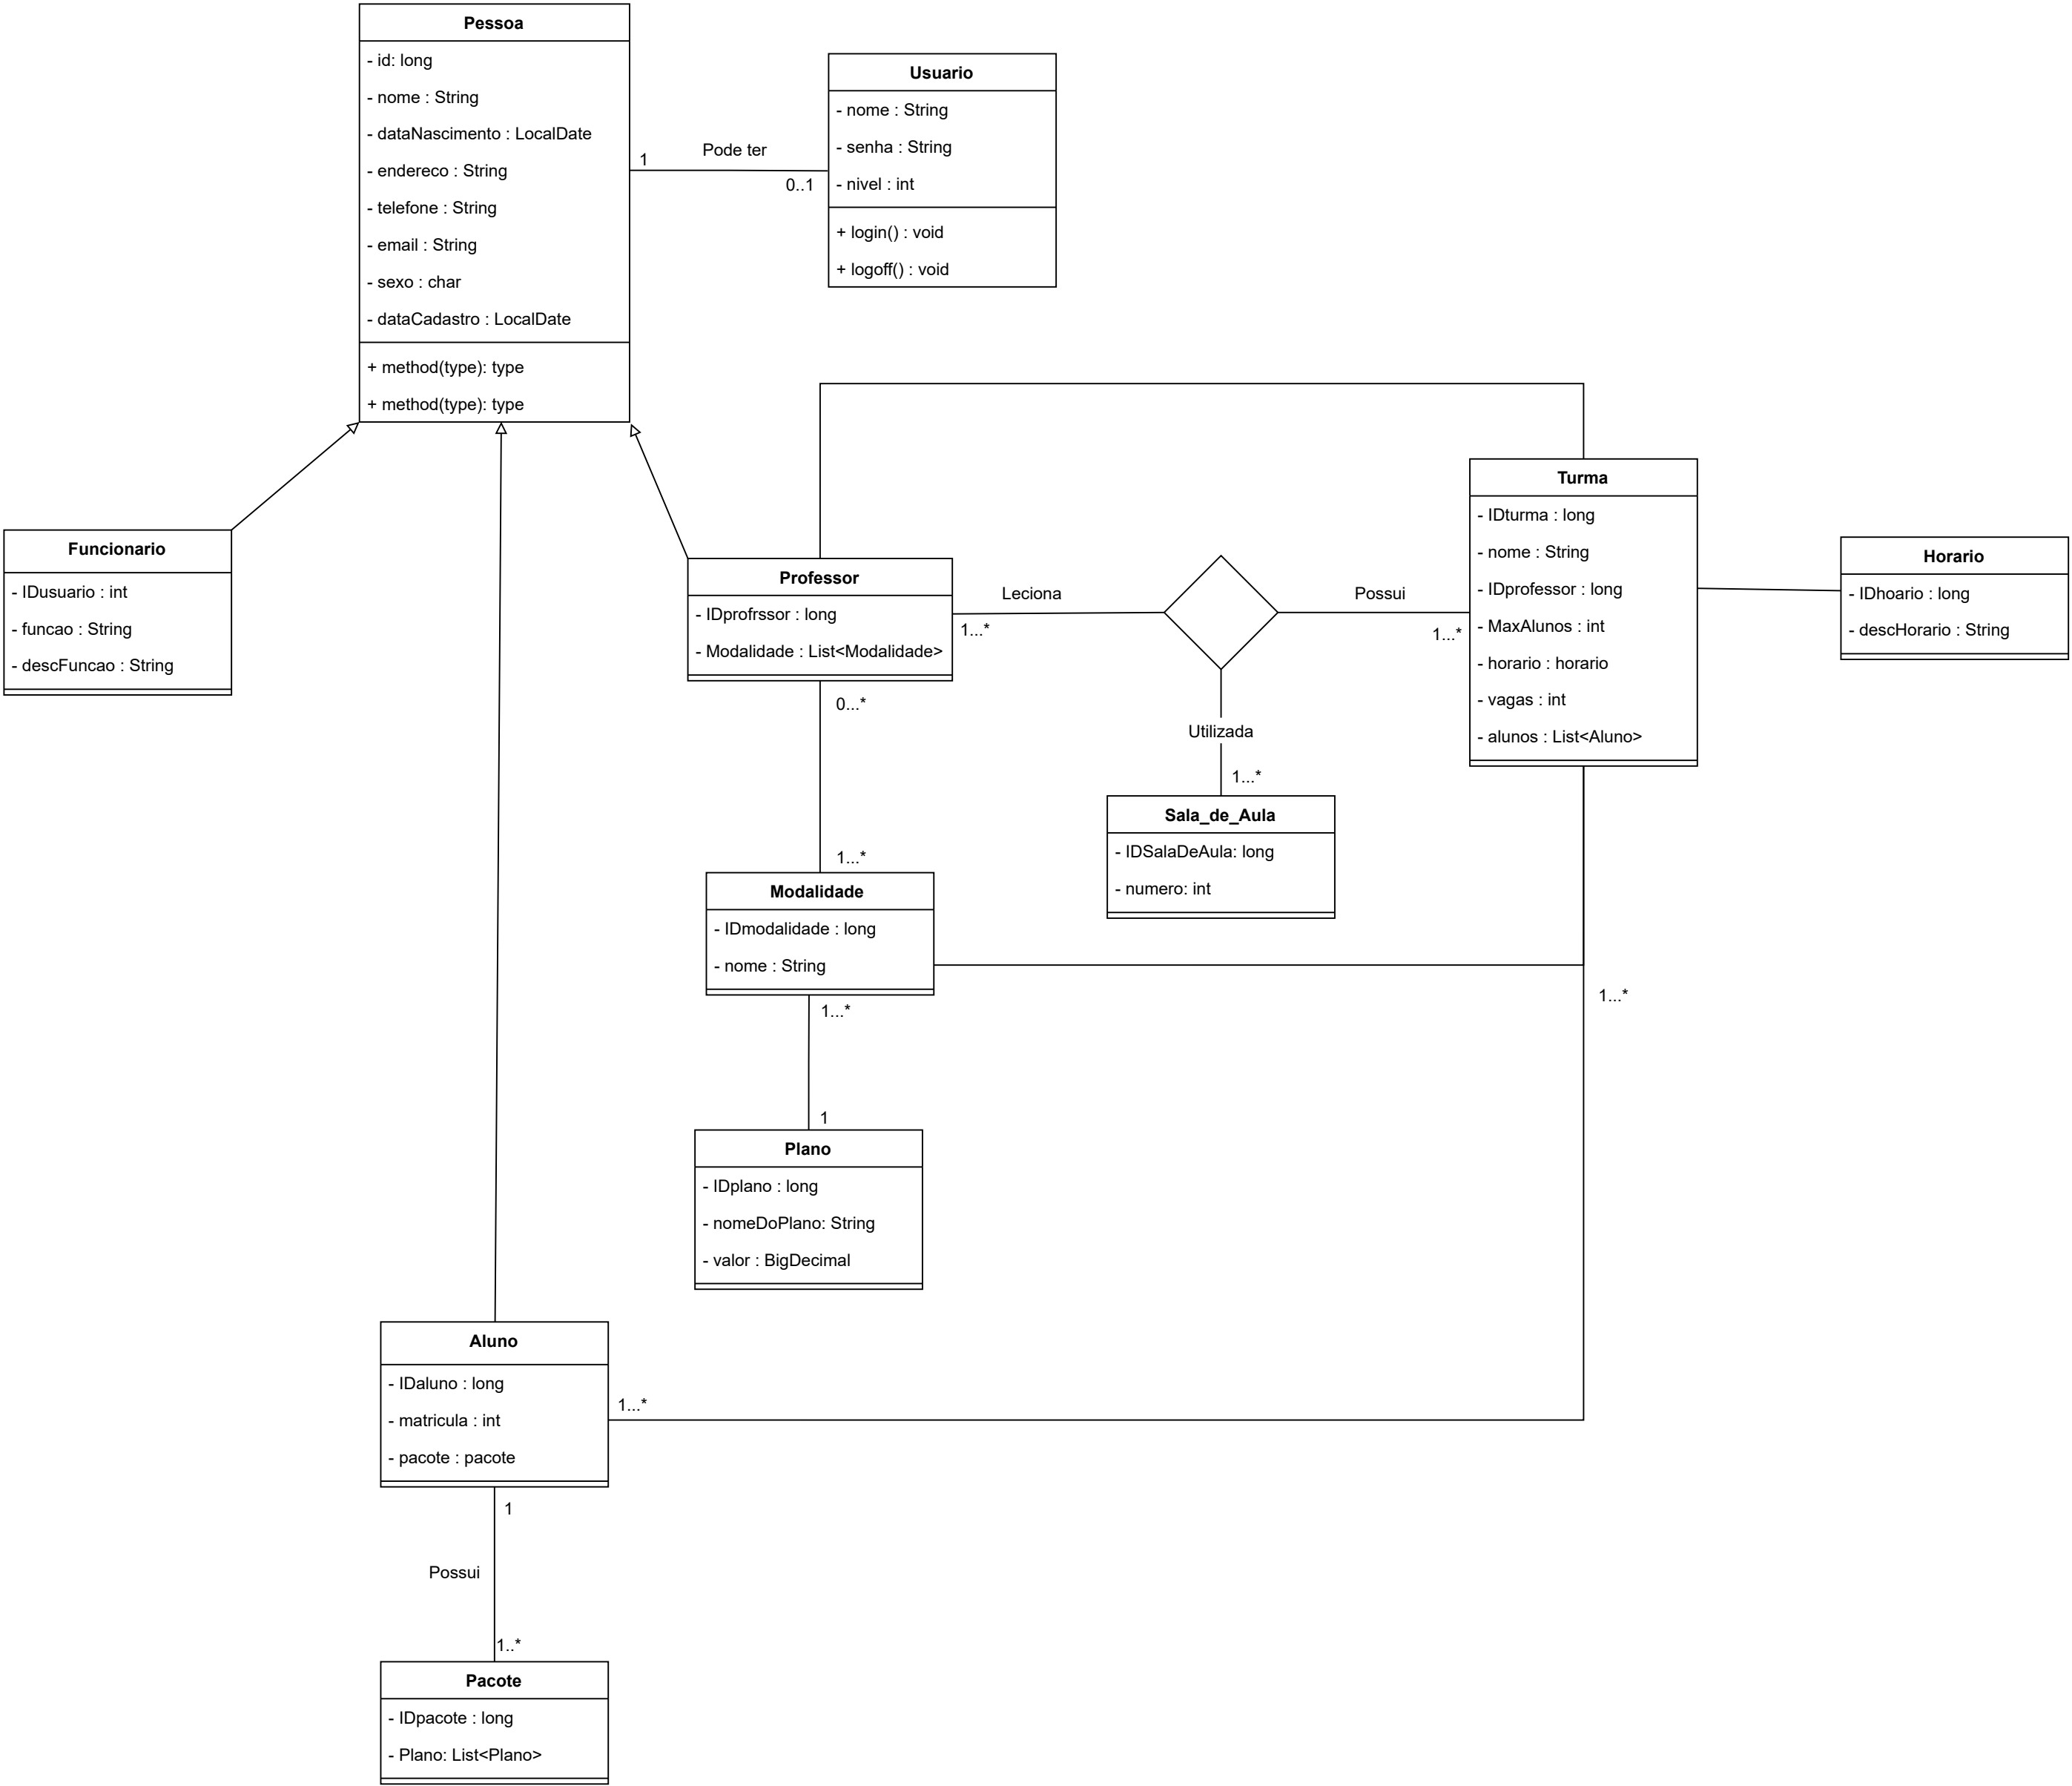 Pessoa
- id: long
- nome : String
- dataNascimento : LocalDate
- endereco : String
- telefone : String
- email : String
- sexo : char
- dataCadastro : LocalDate
+ method(type): type
+ method(type): type
1
Pode ter
0..1
Usuario
- nome : String
- senha : String
- nivel : int
+ login() : void
+ logoff() : void
Funcionario
- IDusuario : int
- funcao : String
- descFuncao : String
Professor
- IDprofrssor : long
- Modalidade : List<Modalidade>
Leciona
1...*
Possui
1...*
Turma
- IDturma : long
- nome : String
- IDprofessor : long
- MaxAlunos : int
- horario : horario
- vagas : int
- alunos : List<Aluno>
Horario
- IDhoario : long
- descHorario : String
0...*
Utilizada
1...*
Sala_de_Aula
- IDSalaDeAula: long
- numero: int
1...*
Modalidade
- IDmodalidade : long
- nome : String
1...*
1...*
1
Plano
- IDplano : long
- nomeDoPlano: String
- valor : BigDecimal
Aluno
- IDaluno : long
- matricula : int
- pacote : pacote
1...*
1
Possui
1..*
Pacote
- IDpacote : long
- Plano: List<Plano>